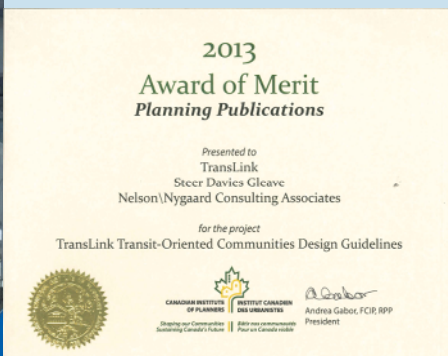 2013
Award of Merit
Planning Publications
Presented to
TransLink
Steer Davies Gleave
Nelson\Nygaard Consulting Associates
for the project
TransLink Transit-Oriented Communities Design Guidelines
CANADIAN INSTITUTE OF PLANNERS
INSTITUT CANADIEN DES URBANISTES
Shaping our Communities
Sustaining Canada's Future
Bâtir nos communautés
Pour un Canada viable
Andrea Gabor, FCIP, RPP
President